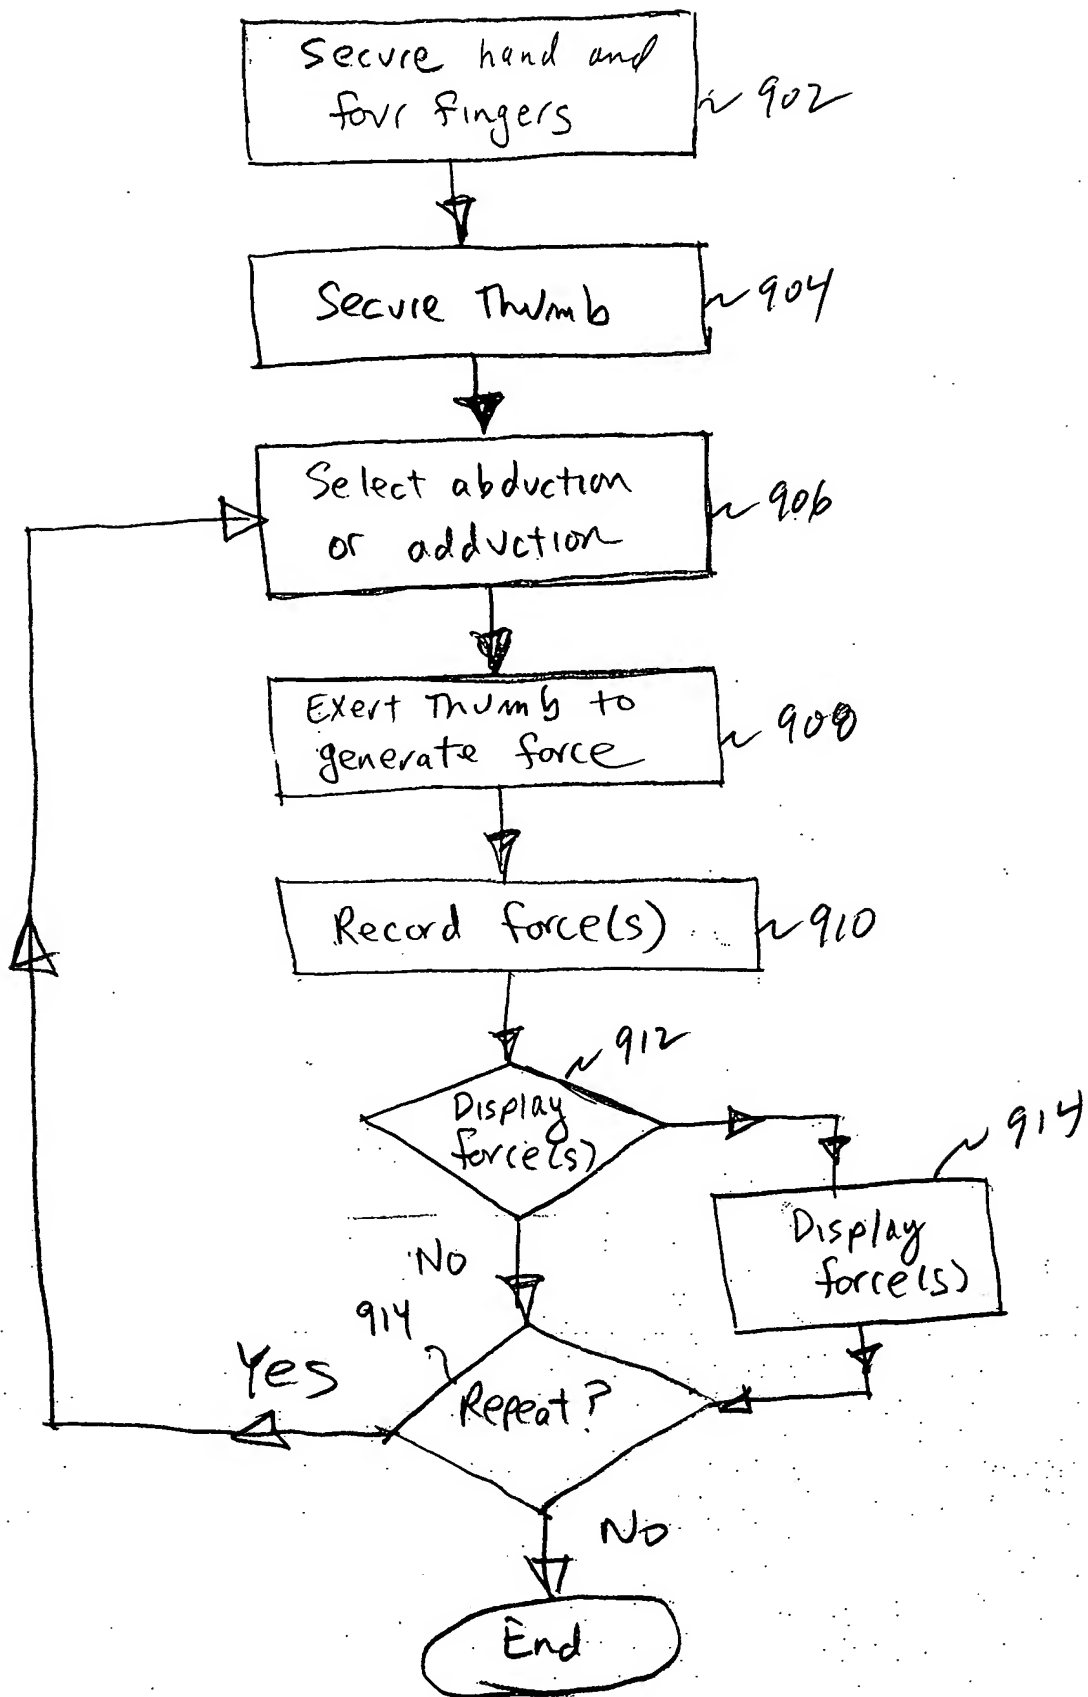 Secure hand and
four fingers
902
Secure Thumb
904
Select abduction
or adduction
906
Exert Thumb to
generate force
908
Record force(s)
910
912
Display
force(s)
914
Display
force(s)
No
914
Yes
Repeat?
No
End